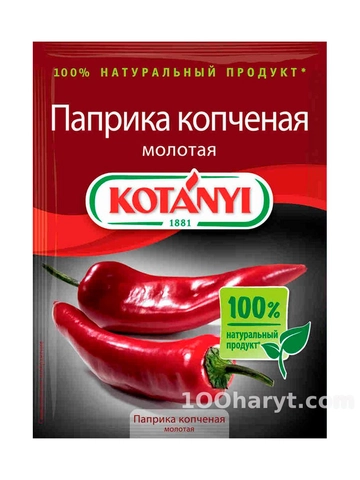 100% НАТУРАЛЬНЫЙ ПРОДУКТ*
Паприка копченая
молотая
KOTÁNYI
1881
100%
натуральный
продукт*
100haryt.com
Паприка копченая
молотая